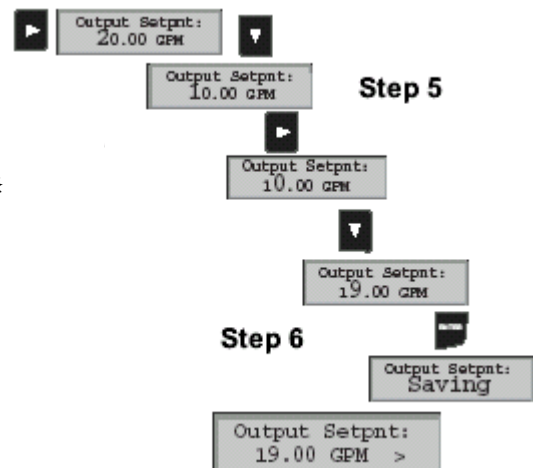 Output Setpnt:
20.00 GPM
Output Setpnt:
10.00 GPM
Step 5
Output Setpnt:
10.00 GPM
Output Setpnt:
19.00 GPM
Step 6
Output Setpnt:
Saving
Output Setpnt:
19.00 GPM >